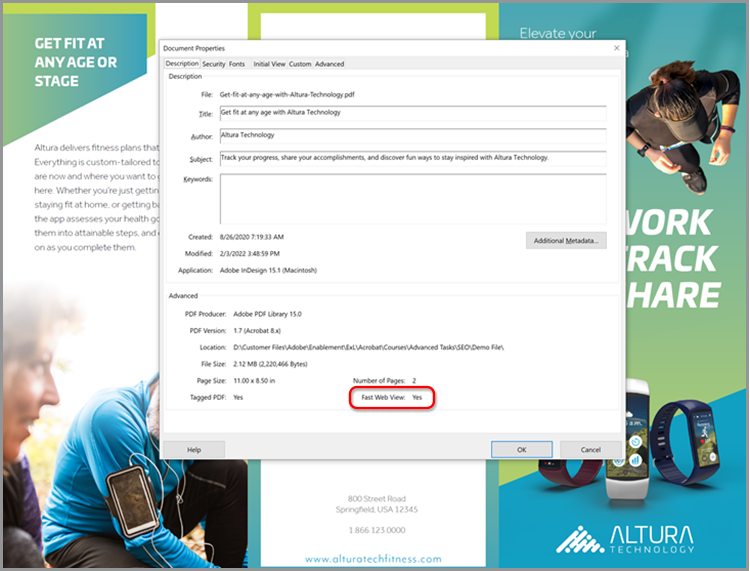 GET FIT AT
ANY AGE OR
STAGE
Altura delivers fitness plans that
Everything is custom-tailored to
are now and where you want to
here. Whether you're just getting
staying fit at home, or getting
the app assesses your health
them into attainable steps, and
on as you complete them.
Elevate your
WORK
TRACK
SHARE
Document Properties
Description Security Fonts Initial View Custom Advanced
Description
File: Get-fit-at-any-age-with-Altura-Technology.pdf
Title: Get fit at any age with Altura Technology
Author: Altura Technology
Subject: Track your progress, share your accomplishments, and discover fun ways to stay inspired with Altura Technology.
Keywords:
Created: 8/26/2020 7:19:33 AM
Modified: 2/3/2022 3:48:59 PM
Application: Adobe InDesign 15.1 (Macintosh)
Additional Metadata...
Advanced
PDF Producer: Adobe PDF Library 15.0
PDF Version: 1.7 (Acrobat 8.x)
Location: D:\Customer Files\Adobe\Enablement\ExL\Acrobat\Courses\Advanced Tasks\SEO\Demo File\
File Size: 2.12 MB (2,220,466 Bytes)
Page Size: 11.00 x 8.50 in Number of Pages: 2
Tagged PDF: Yes Fast Web View: Yes
Help OK Cancel
800 Street Road
Springfield, USA 12345
1 866 123.0000
www.alturatechfitness.com
ALTURA
TECHNOLOGY